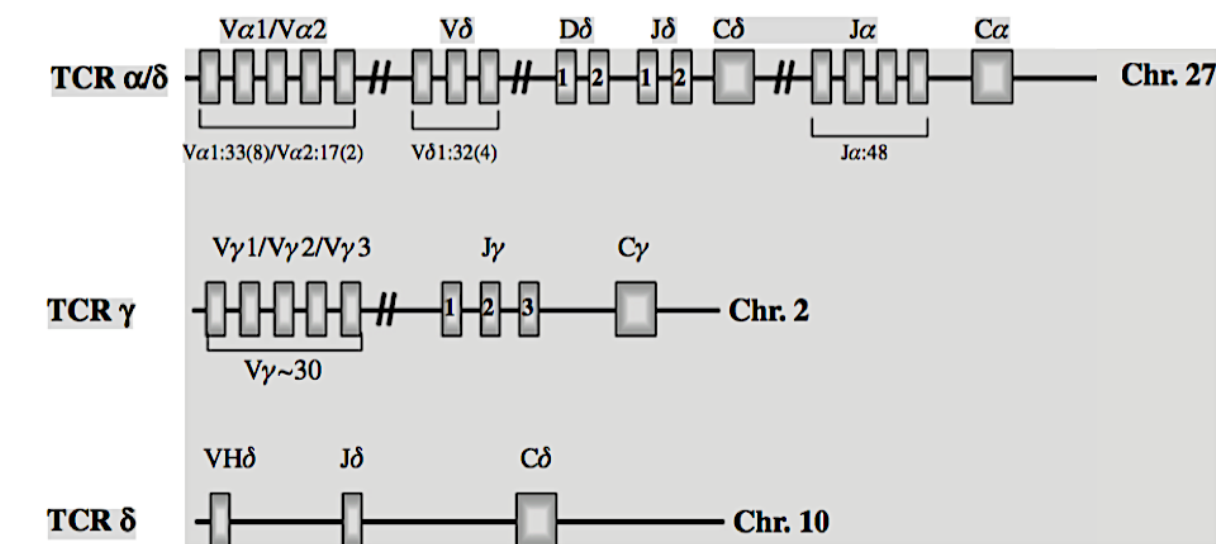 Vα1/Vα2 Vδ Dδ Jδ Cδ Jα Cα
TCR α/δ 1 2 1 2 Chr. 27
Vα1:33(8)/Vα2:17(2) Vδ1:32(4) Jα:48
Vγ1/Vγ2/Vγ3 Jγ Cγ
TCR γ 1 2 3 Chr. 2
Vγ~30
VHδ Jδ Cδ
TCR δ Chr. 10